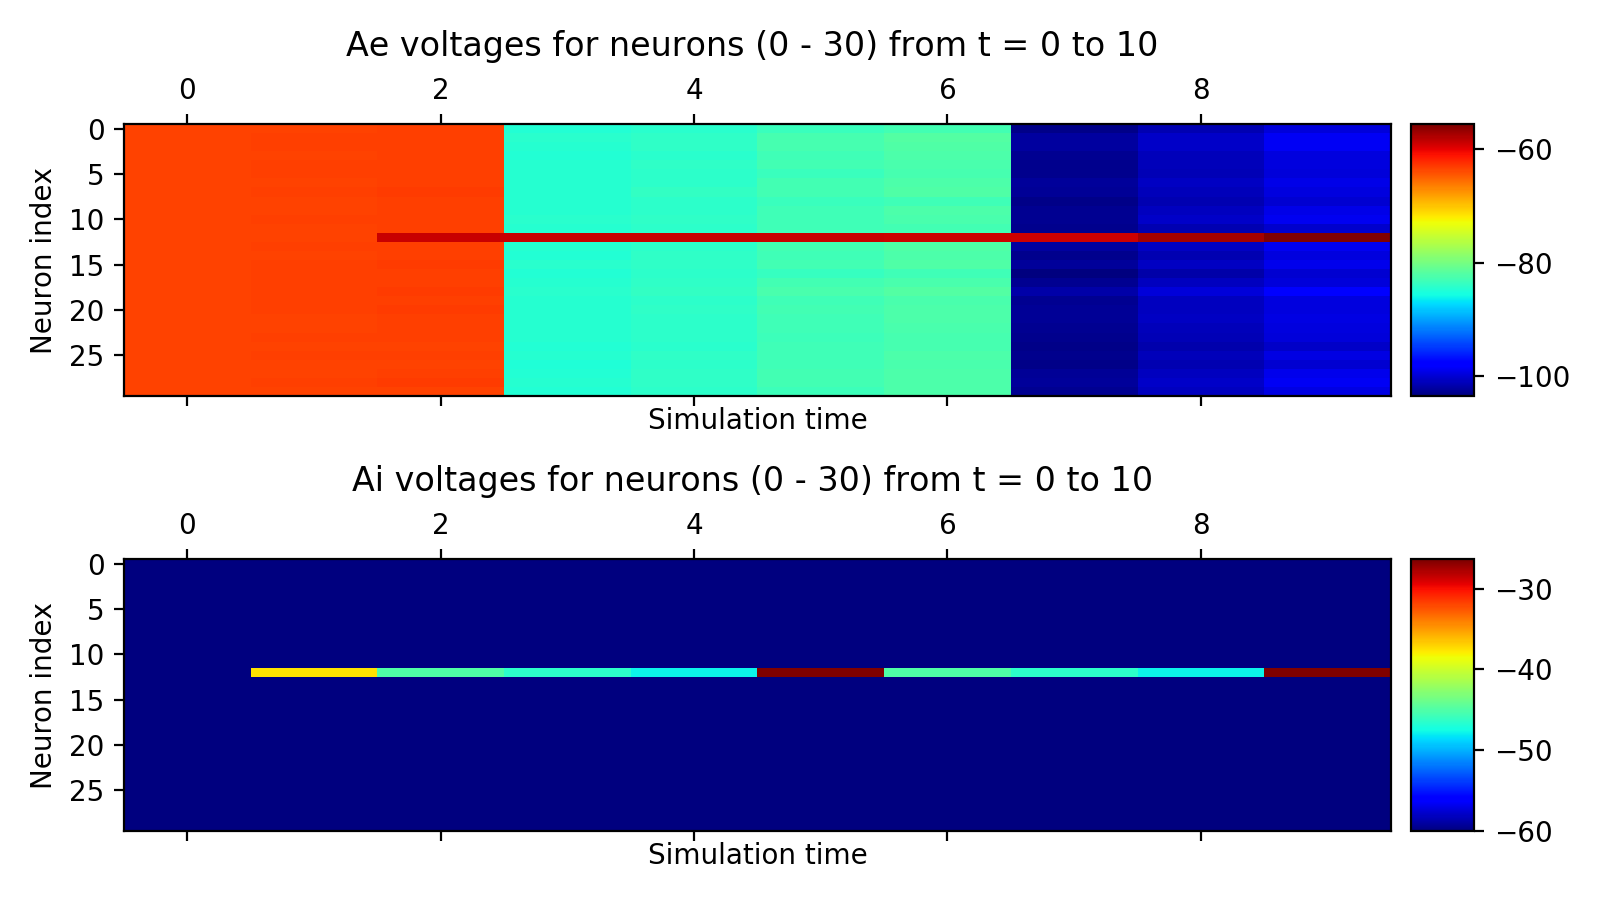 Ae voltages for neurons (0 - 30) from t = 0 to 10
0 2 4 6 8
Neuron index
0
5
10
15
20
25
−60
−80
−100
Simulation time
Ai voltages for neurons (0 - 30) from t = 0 to 10
0 2 4 6 8
Neuron index
0
5
10
15
20
25
−30
−40
−50
−60
Simulation time